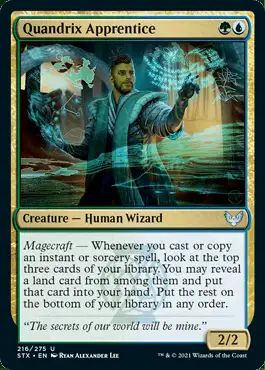 Quandrix Apprentice
Creature — Human Wizard
Magecraft — Whenever you cast or copy
an instant or sorcery spell, look at the top
three cards of your library. You may reveal
a land card from among them and put
that card into your hand. Put the rest on
the bottom of your library in any order.
“The secrets of our world will be mine.”
2/2
216/275 U
STX • EN Ryan Alexander Lee
™ & © 2021 Wizards of the Coast